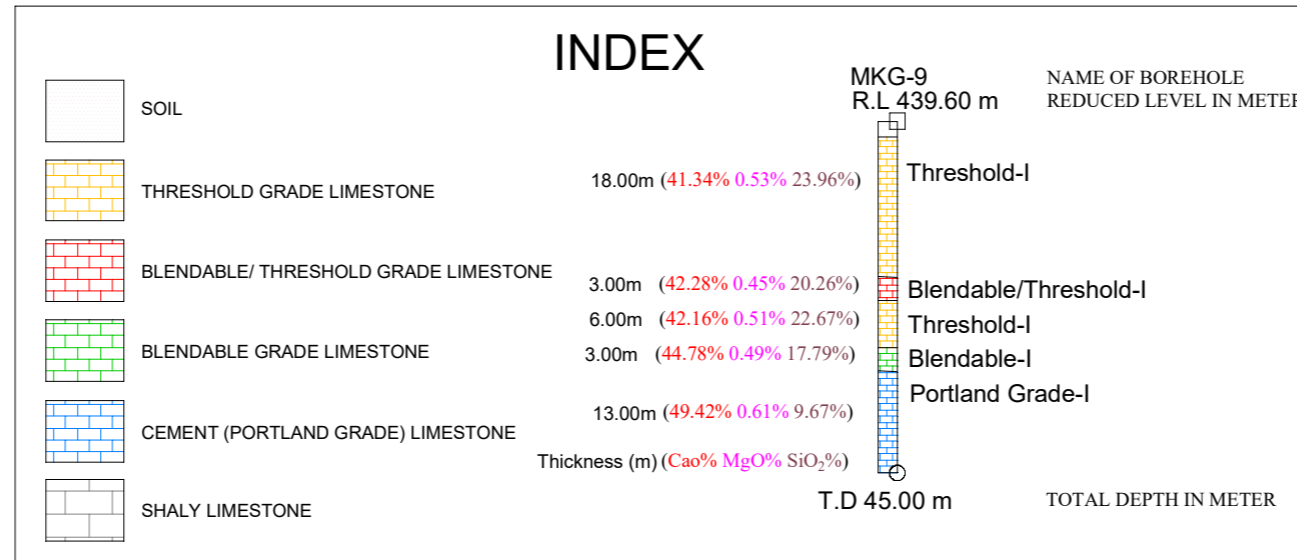 INDEX
SOIL
THRESHOLD GRADE LIMESTONE
BLENDABLE/ THRESHOLD GRADE LIMESTONE
BLENDABLE GRADE LIMESTONE
CEMENT (PORTLAND GRADE) LIMESTONE
SHALY LIMESTONE
MKG-9 NAME OF BOREHOLE
R.L 439.60 m REDUCED LEVEL IN METER
18.00m (41.34% 0.53% 23.96%) Threshold-I
3.00m (42.28% 0.45% 20.26%) Blendable/Threshold-I
6.00m (42.16% 0.51% 22.67%) Threshold-I
3.00m (44.78% 0.49% 17.79%) Blendable-I
13.00m (49.42% 0.61% 9.67%) Portland Grade-I
Thickness (m) (Cao% MgO% SiO₂%)
T.D 45.00 m TOTAL DEPTH IN METER